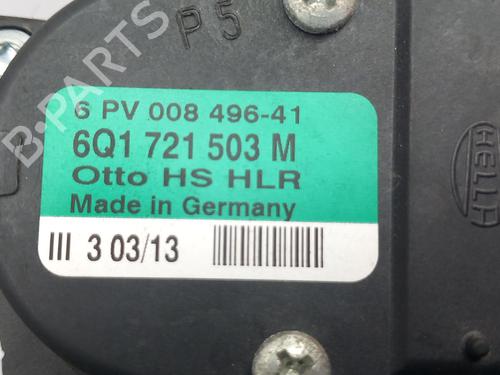 B-PARTS
P5
6 PV 008 496-41
6Q1 721 503 M
Otto HS HLR
Made in Germany
III 3 03/13
HELLA